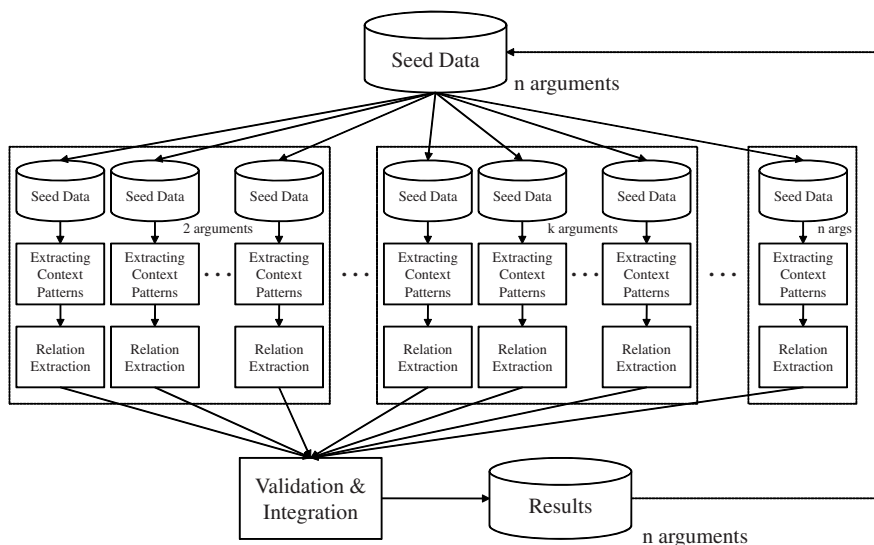 Seed Data
n arguments
Seed Data Seed Data Seed Data Seed Data Seed Data Seed Data Seed Data
2 arguments k arguments n args
Extracting Extracting Extracting Extracting Extracting Extracting Extracting
Context Context ... Context ... Context Context ... Context ... Context
Patterns Patterns Patterns Patterns Patterns Patterns Patterns
Relation Relation Relation Relation Relation Relation Relation
Extraction Extraction Extraction Extraction Extraction Extraction Extraction
Validation &
Integration
Results
n arguments